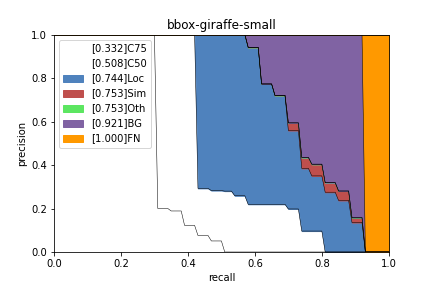 bbox-giraffe-small
1.0
0.8
0.6
0.4
0.2
0.0
precision
[0.332]C75
[0.508]C50
[0.744]Loc
[0.753]Sim
[0.753]Oth
[0.921]BG
[1.000]FN
0.0 0.2 0.4 0.6 0.8 1.0
recall